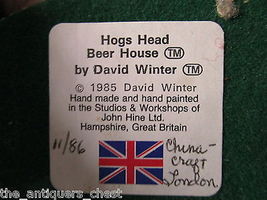 Hogs Head
Beer House TM
by David Winter TM
© 1985 David Winter
Hand made and hand painted
in the Studios & Workshops of
John Hine Ltd.
Hampshire, Great Britain
11/86
China-
Craft
London
the_antiquers_chest